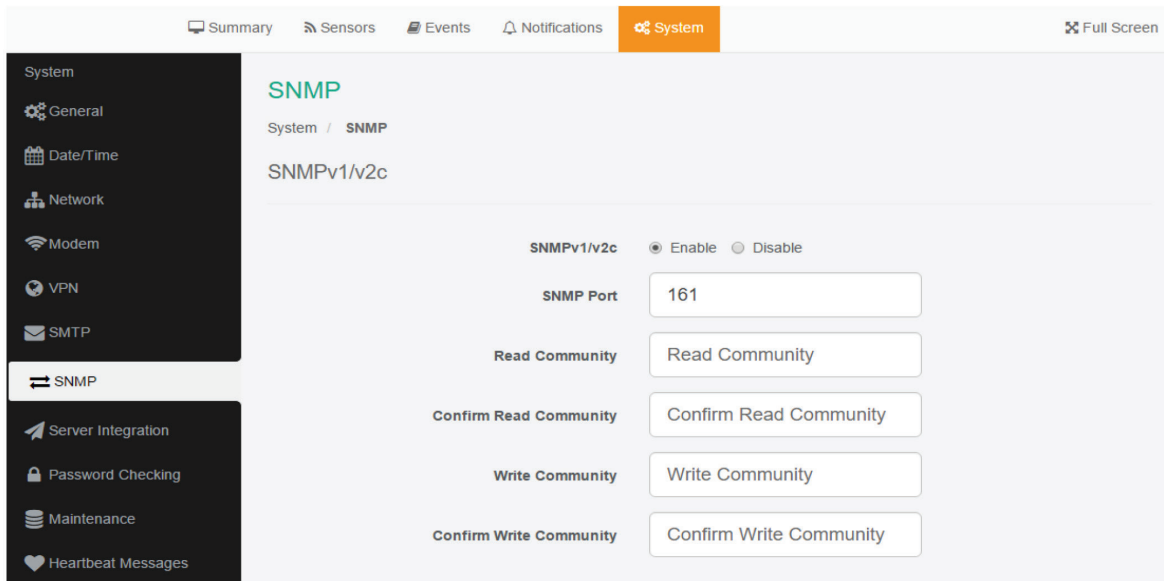 Summary Sensors Events Notifications System Full Screen
System
General
Date/Time
Network
Modem
VPN
SMTP
SNMP
Server Integration
Password Checking
Maintenance
Heartbeat Messages
SNMP
System / SNMP
SNMPv1/v2c
SNMPv1/v2c Enable Disable
SNMP Port 161
Read Community Read Community
Confirm Read Community Confirm Read Community
Write Community Write Community
Confirm Write Community Confirm Write Community